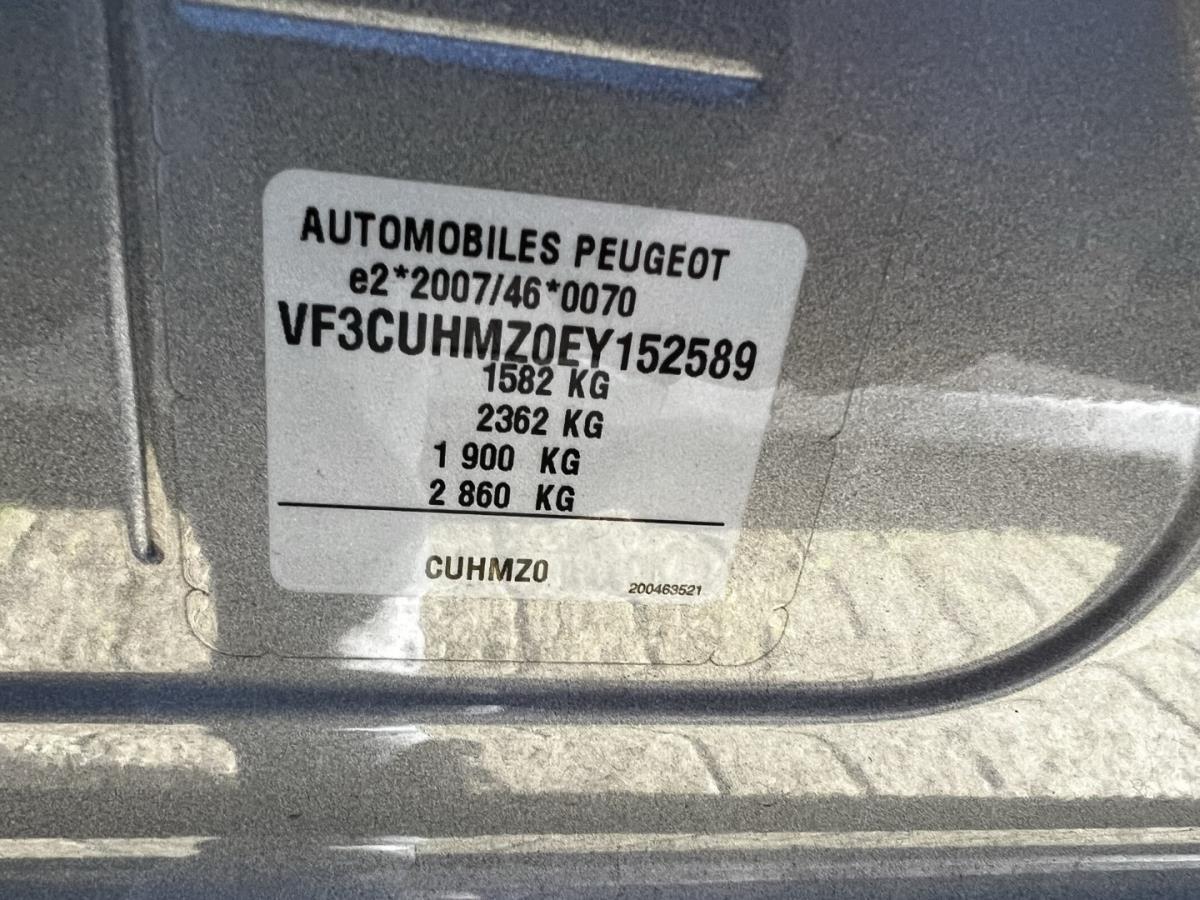 AUTOMOBILES PEUGEOT
e2*2007/46*0070
VF3CUHMZ0EY152589
1582 KG
2362 KG
1 900 KG
2 860 KG
CUHMZ0
200463521